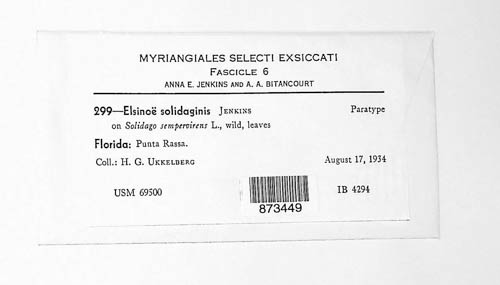 MYRIANGIALES SELECTI EXSICCATI
FASCICLE 6
ANNA E. JENKINS AND A. A. BITANCOURT
299—Elsinoë solidaginis JENKINS Paratype
on Solidago sempervirens L., wild, leaves
Florida: Punta Rassa.
Coll.: H. G. UKKELBERG August 17, 1934
USM 69500 IB 4294
873449